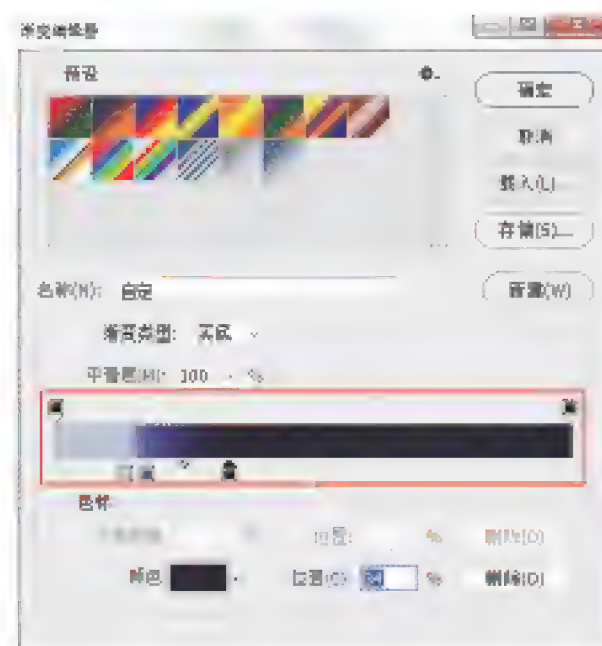 渐变编辑器
预设
确定
取消
载入(L)...
存储(S)...
名称(N): 自定
新建(W)
渐变类型: 实底
平滑度(M): 100 %
色标
位置: % 删除(D)
颜色: 位置(C): % 删除(D)